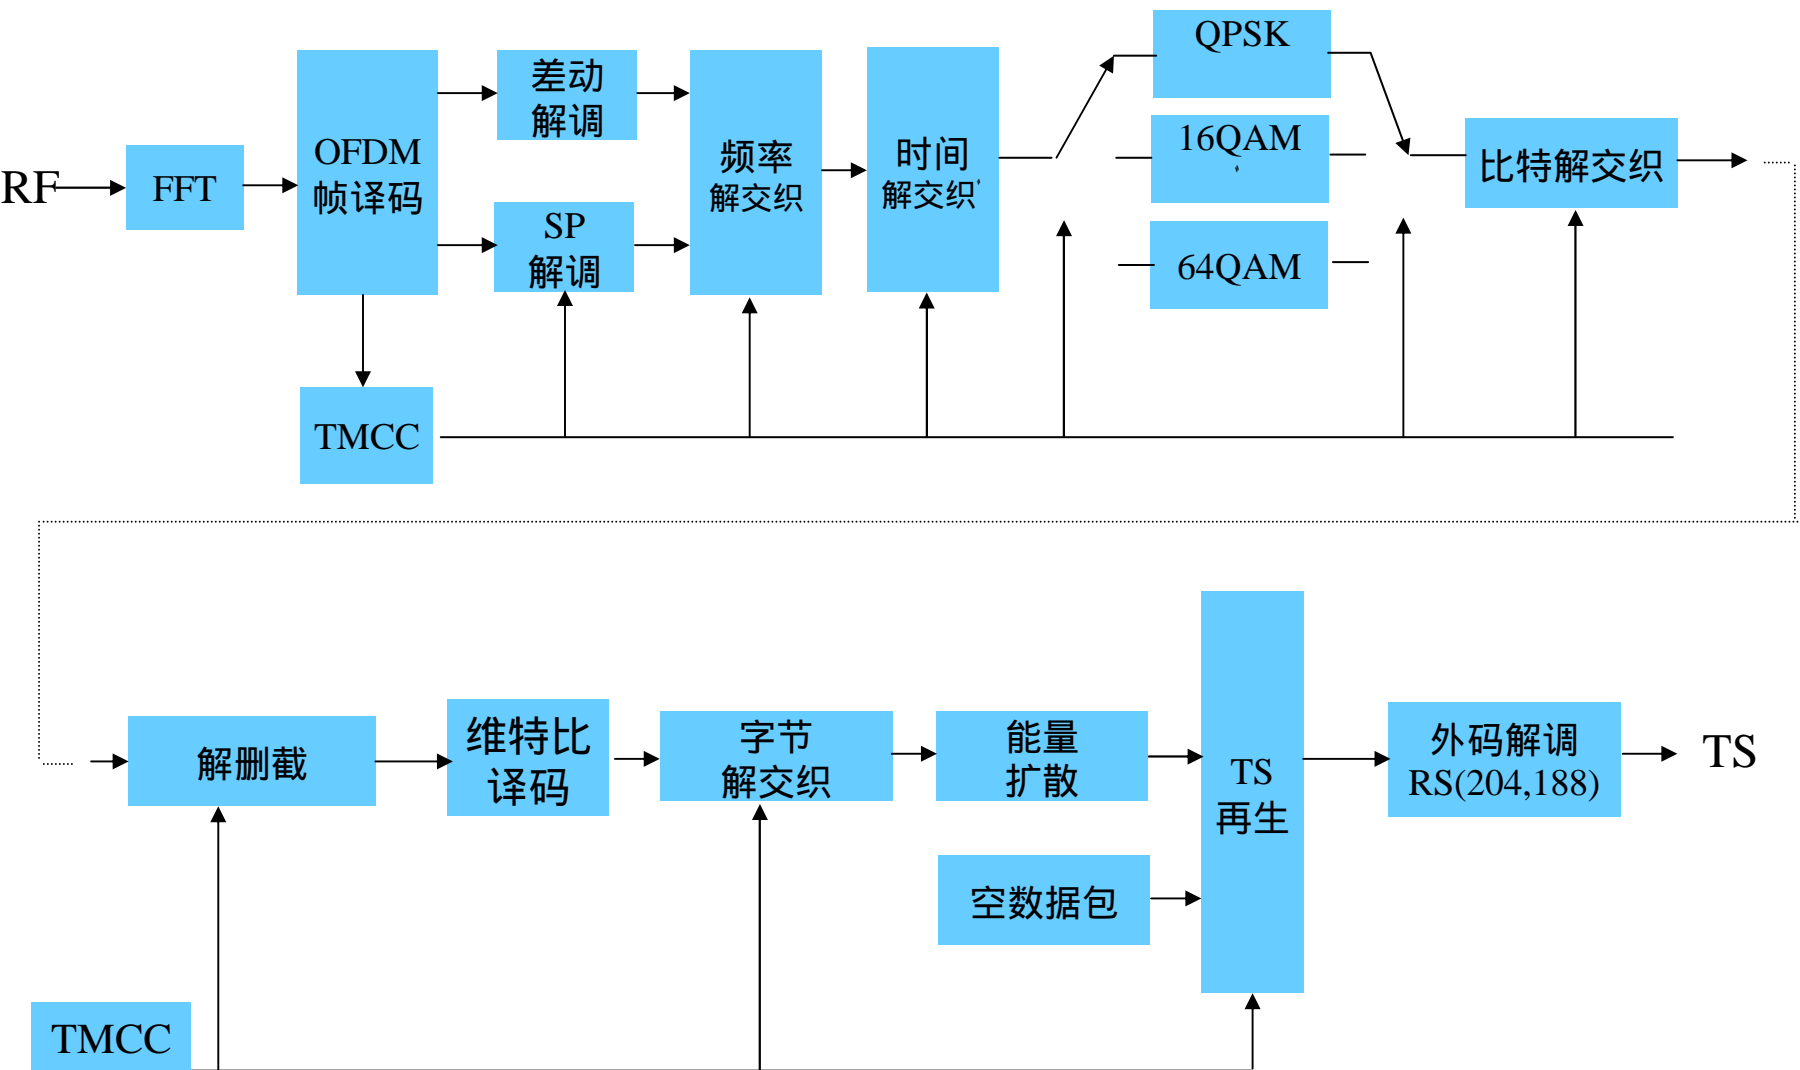 RF
FFT
OFDM
帧译码
差动
解调
SP
解调
TMCC
频率
解交织
时间
解交织
QPSK
16QAM
64QAM
比特解交织
解删截
维特比
译码
字节
解交织
能量
扩散
空数据包
TS
再生
外码解调
RS(204,188)
TS
TMCC